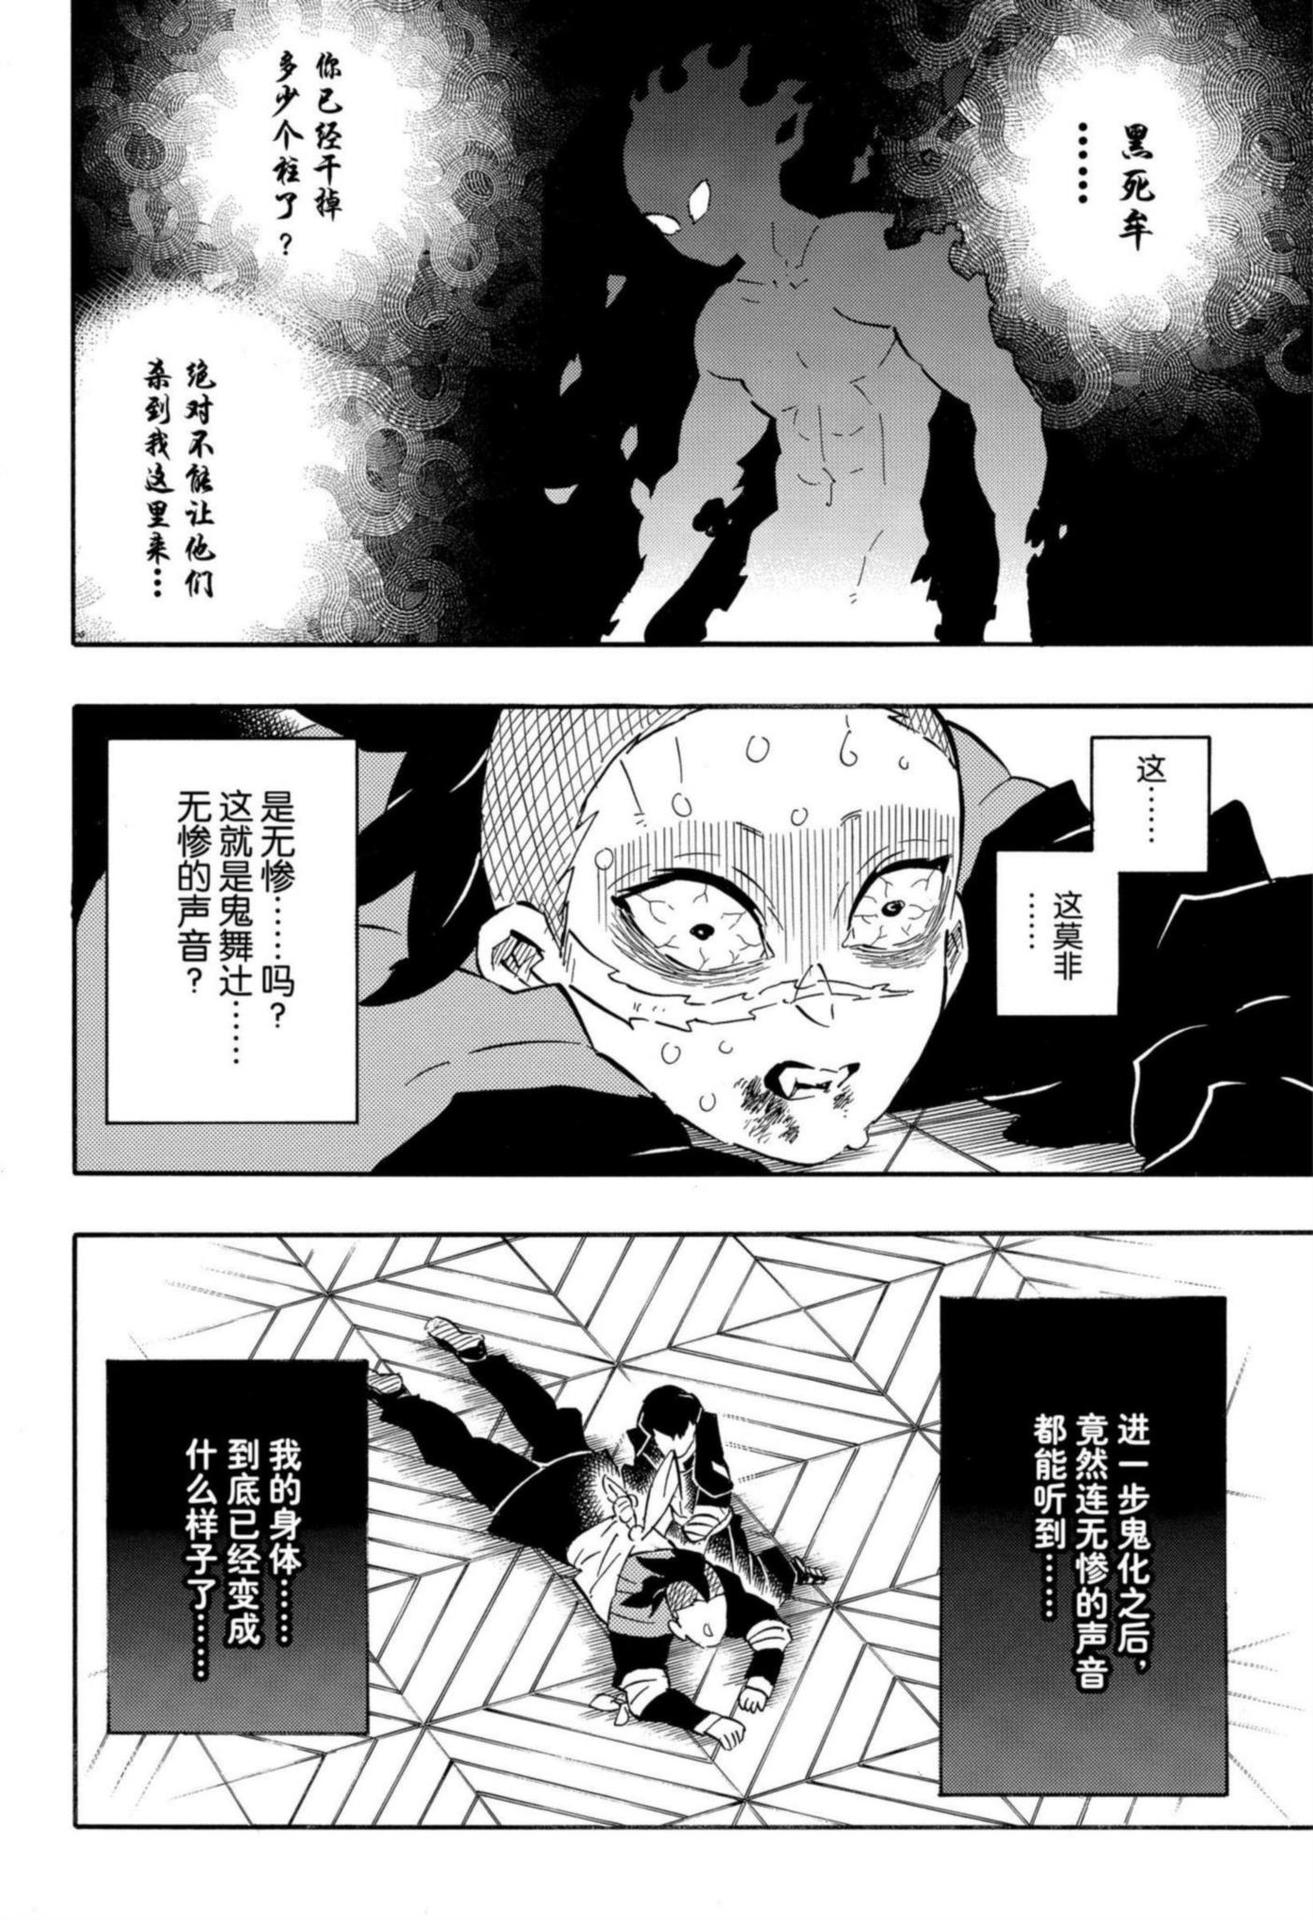 黑死牟
……
你已经干掉
多少个柱了?
绝对不能让他们
杀到我这里来…
这……
这莫非
……
是无惨……吗?
这就是鬼舞辻……
无惨的声音?
进一步鬼化之后,
竟然连无惨的声音
都能听到……
我的身体……
到底已经变成
什么样子了……